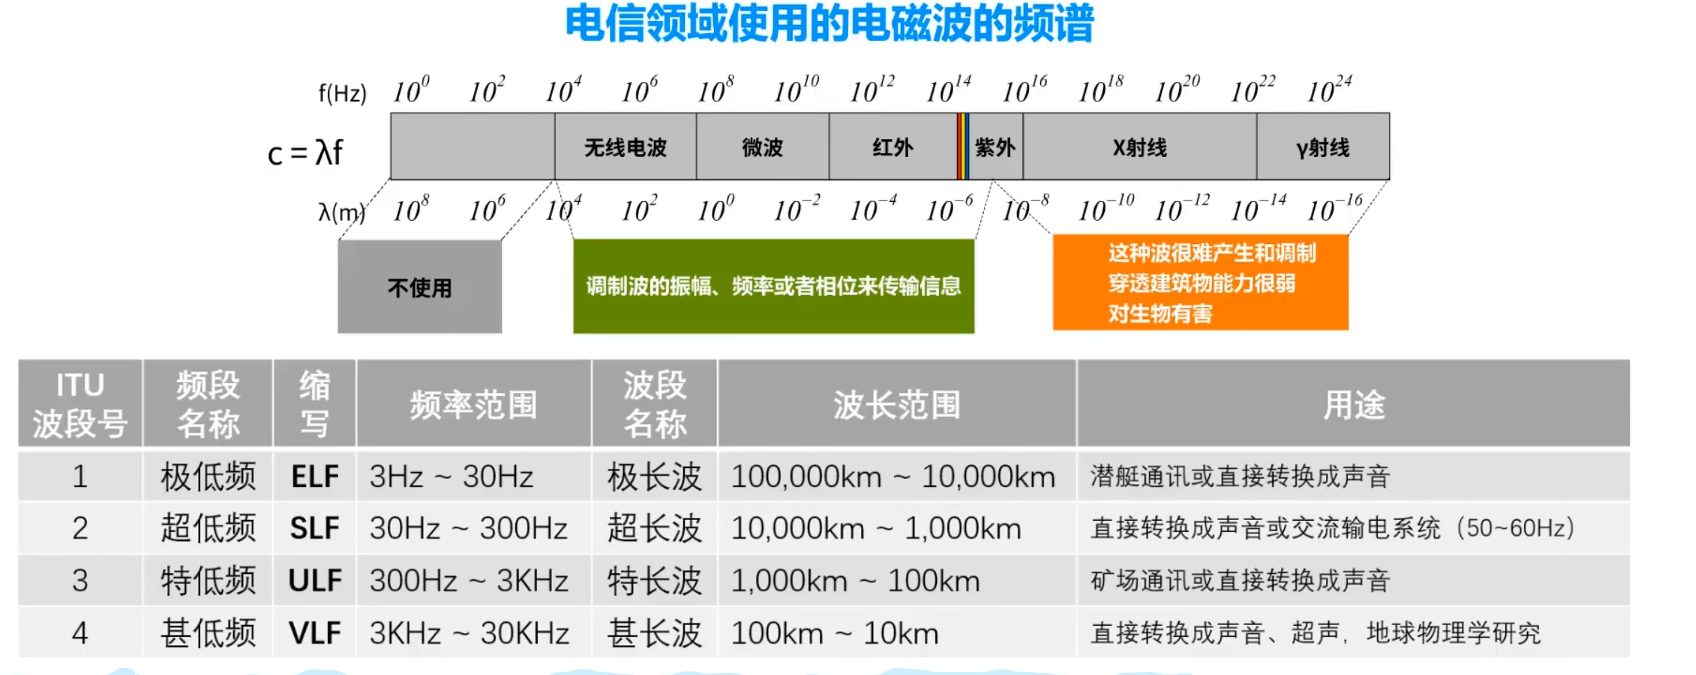 电信领域使用的电磁波的频谱
f(Hz) 10^0 10^2 10^4 10^6 10^8 10^10 10^12 10^14 10^16 10^18 10^20 10^22 10^24
c = λf 无线电波 微波 红外 紫外 X射线 γ射线
λ(m) 10^8 10^6 10^4 10^2 10^0 10^-2 10^-4 10^-6 10^-8 10^-10 10^-12 10^-14 10^-16
不使用
调制波的振幅、频率或者相位来传输信息
这种波很难产生和调制
穿透建筑物能力很弱
对生物有害
ITU波段号 频段名称 缩写 频率范围 波段名称 波长范围 用途
1 极低频 ELF 3Hz ~ 30Hz 极长波 100,000km ~ 10,000km 潜艇通讯或直接转换成声音
2 超低频 SLF 30Hz ~ 300Hz 超长波 10,000km ~ 1,000km 直接转换成声音或交流输电系统（50~60Hz）
3 特低频 ULF 300Hz ~ 3KHz 特长波 1,000km ~ 100km 矿场通讯或直接转换成声音
4 甚低频 VLF 3KHz ~ 30KHz 甚长波 100km ~ 10km 直接转换成声音、超声，地球物理学研究